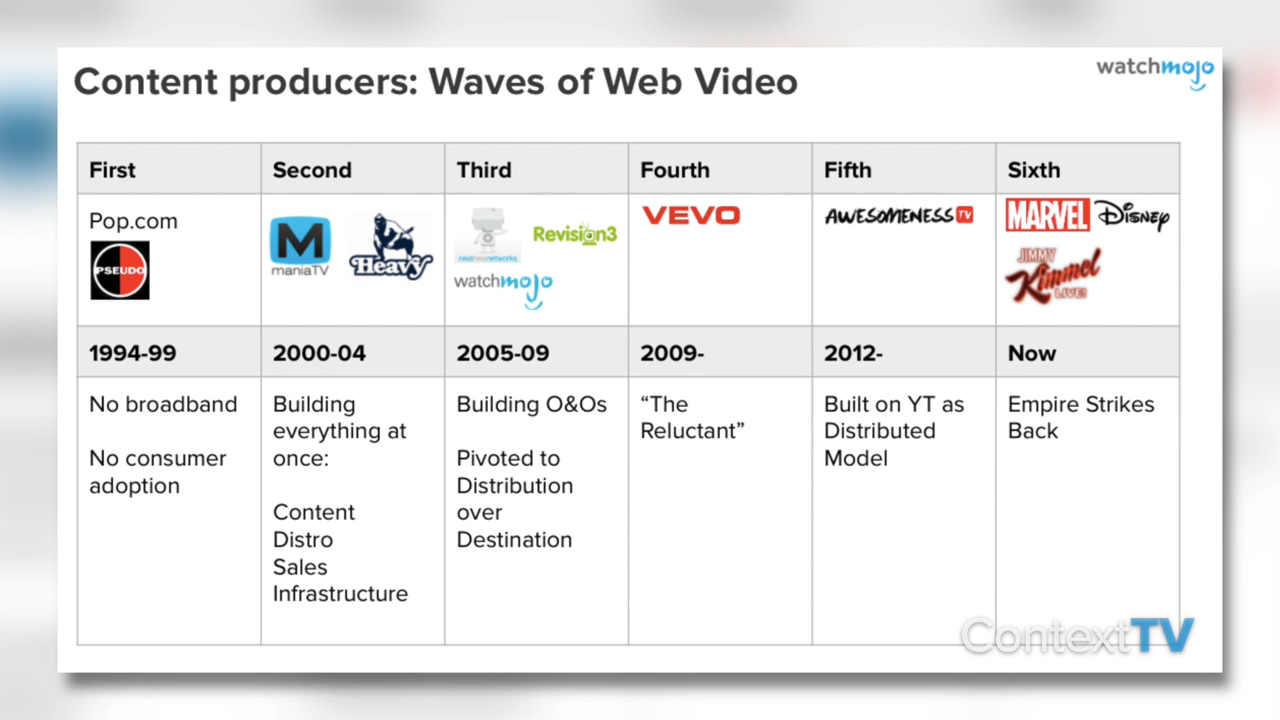 Content producers: Waves of Web Video
watchmojo
First
Second
Third
Fourth
Fifth
Sixth
Pop.com
PSEUDO
M
maniaTV
Heavy
nextnewnetworks
Revision3
watchmojo
VEVO
AWESOMENESS TV
MARVEL
DISNEY
JIMMY
Kimmel
LIVE!
1994-99
2000-04
2005-09
2009-
2012-
Now
No broadband
No consumer
adoption
Building
everything at
once:
Content
Distro
Sales
Infrastructure
Building O&Os
Pivoted to
Distribution
over
Destination
“The
Reluctant”
Built on YT as
Distributed
Model
Empire Strikes
Back
ContextTV